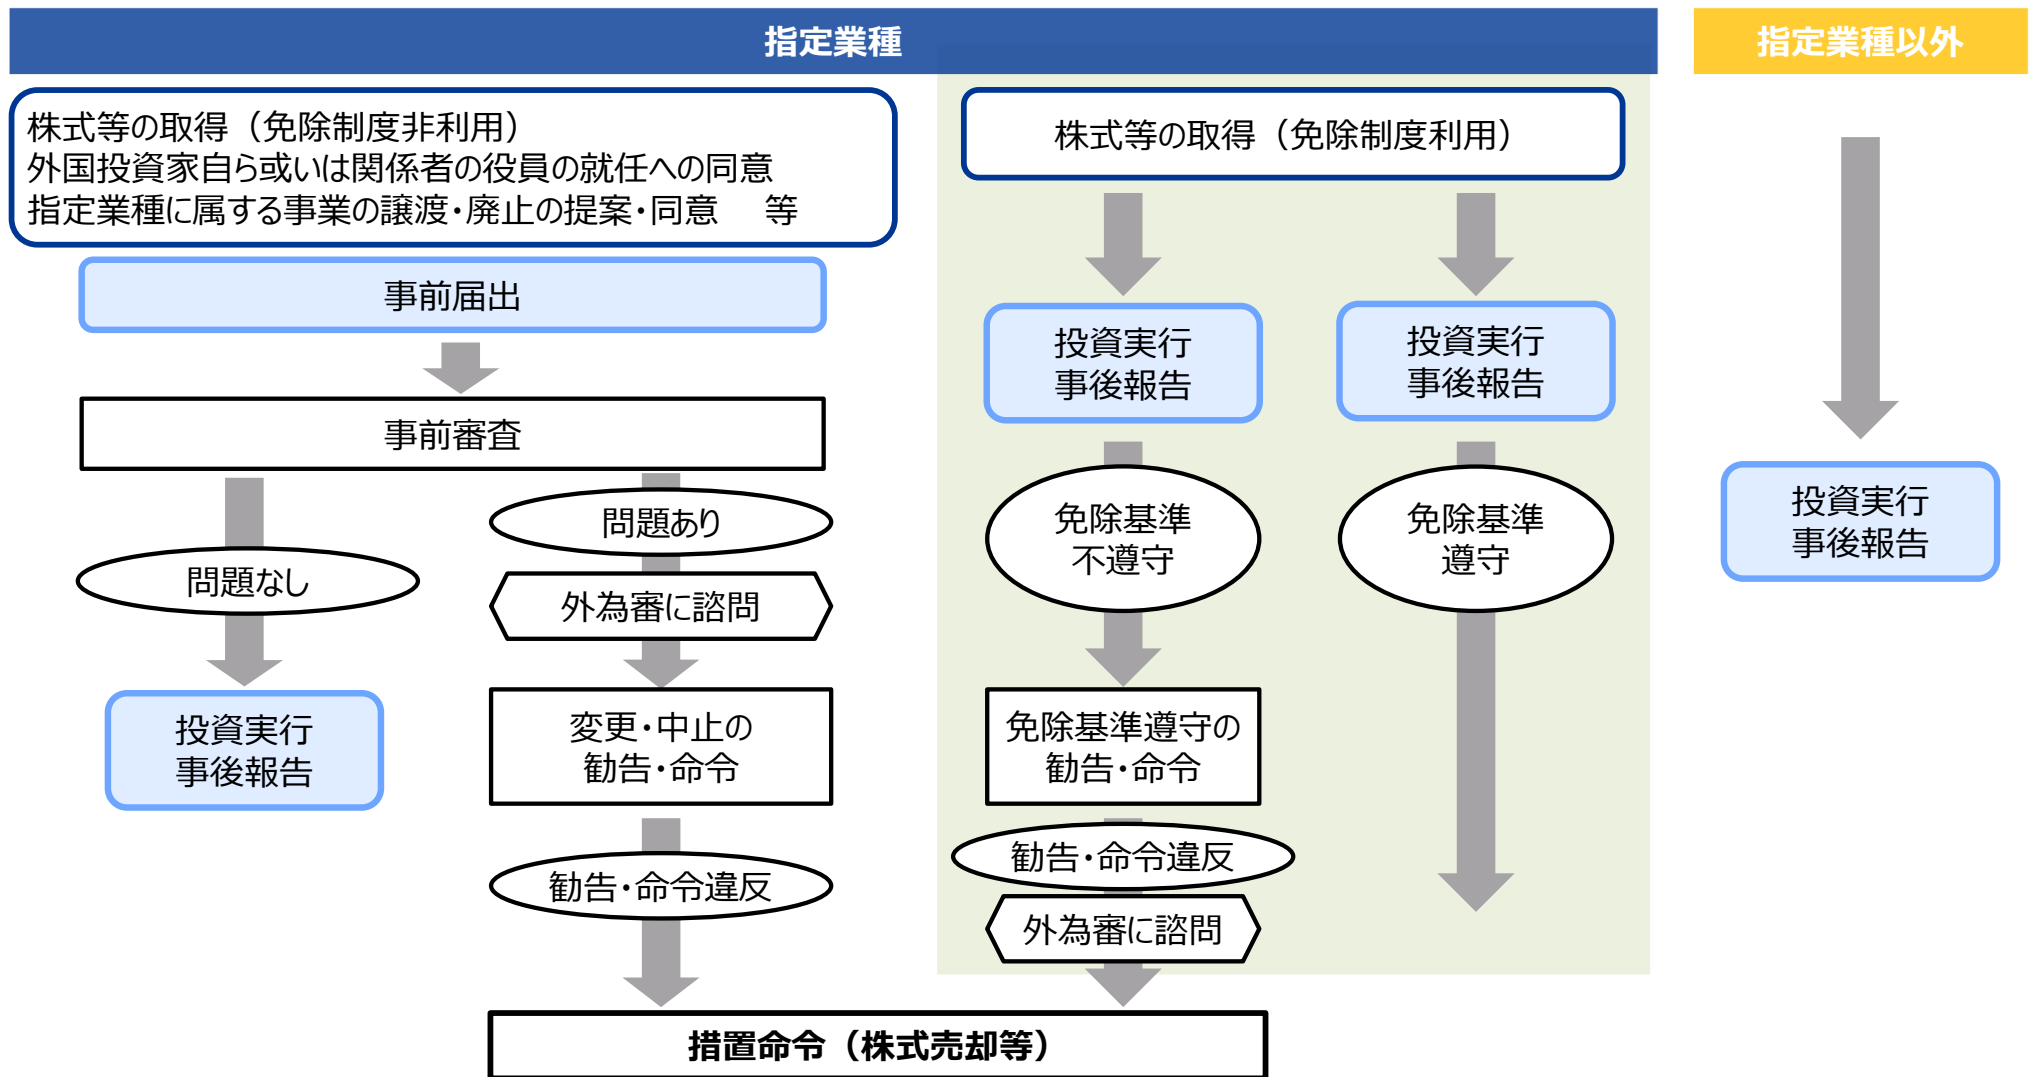 指定業種
指定業種以外
株式等の取得（免除制度非利用）
外国投資家自ら或いは関係者の役員の就任への同意
指定業種に属する事業の譲渡・廃止の提案・同意　等
事前届出
事前審査
問題なし
投資実行
事後報告
問題あり
外為審に諮問
変更・中止の
勧告・命令
勧告・命令違反
株式等の取得（免除制度利用）
投資実行
事後報告
免除基準
不遵守
免除基準遵守の
勧告・命令
勧告・命令違反
外為審に諮問
投資実行
事後報告
免除基準
遵守
措置命令（株式売却等）
投資実行
事後報告